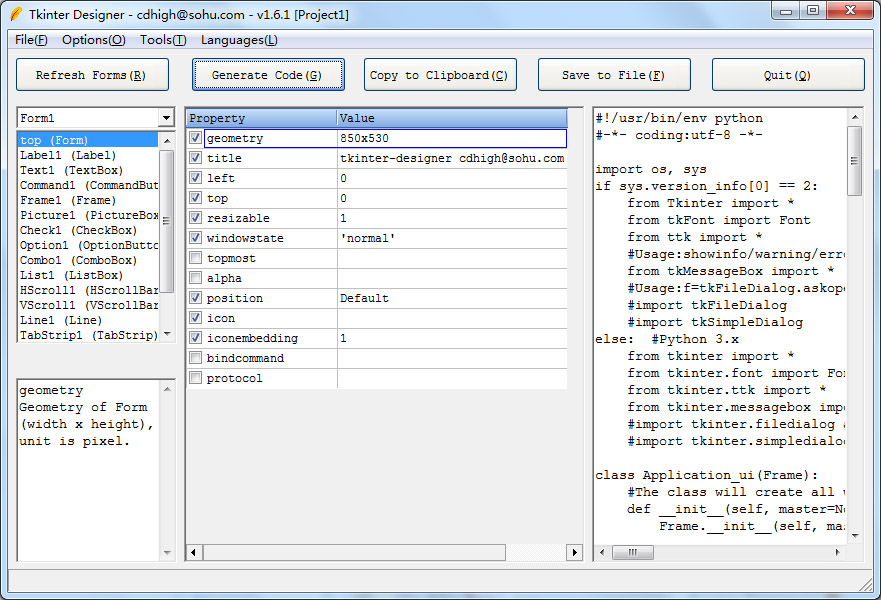 Tkinter Designer - cdhigh@sohu.com - v1.6.1 [Project1]
File(F) Options(O) Tools(T) Languages(L)
Refresh Forms(R) Generate Code(G) Copy to Clipboard(C) Save to File(F) Quit(Q)
Form1
top (Form)
Label1 (Label)
Text1 (TextBox)
Command1 (CommandBut
Frame1 (Frame)
Picture1 (PictureBox
Check1 (CheckBox)
Option1 (OptionButto
Combo1 (ComboBox)
List1 (ListBox)
HScroll1 (HScrollBar
VScroll1 (VScrollBar
Line1 (Line)
TabStrip1 (TabStrip)
geometry
Geometry of Form
(width x height),
unit is pixel.
Property Value
geometry 850x530
title tkinter-designer cdhigh@sohu.com
left 0
top 0
resizable 1
windowstate 'normal'
topmost
alpha
position Default
icon
iconembedding 1
bindcommand
protocol
#!/usr/bin/env python
#-*- coding:utf-8 -*-
import os, sys
if sys.version_info[0] == 2:
from Tkinter import *
from tkFont import Font
from ttk import *
#Usage:showinfo/warning/erro
from tkMessageBox import *
#Usage:f=tkFileDialog.askope
#import tkFileDialog
#import tkSimpleDialog
else: #Python 3.x
from tkinter import *
from tkinter.font import Fon
from tkinter.ttk import *
from tkinter.messagebox impo
#import tkinter.filedialog a
#import tkinter.simpledialo
class Application_ui(Frame):
#The class will create all w
def __init__(self, master=No
Frame.__init__(self, mas